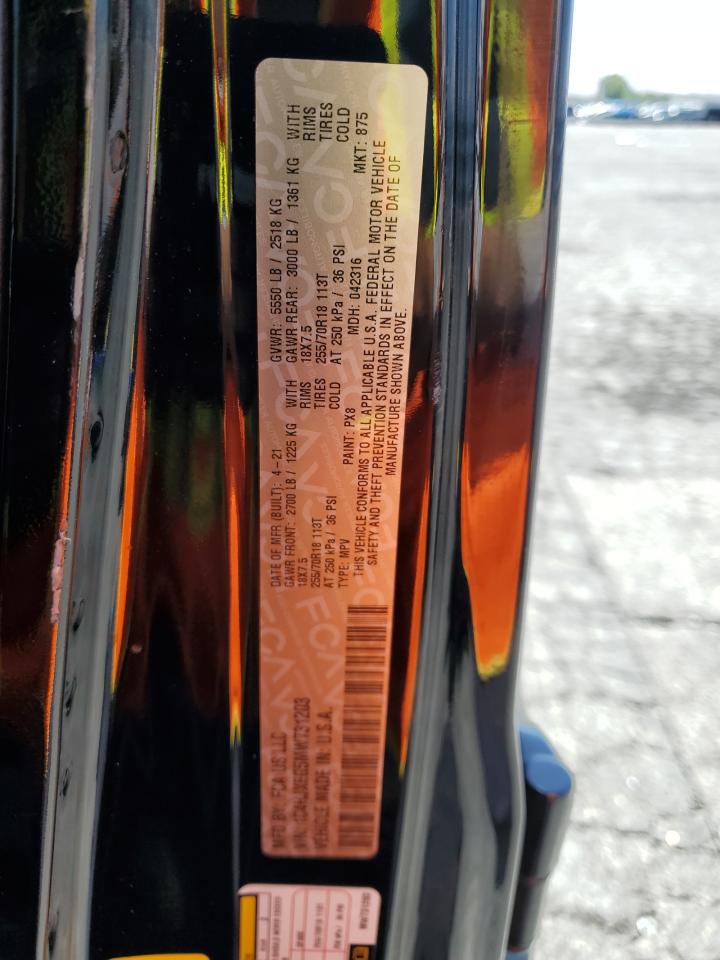 MFD BY: FCA US LLC
DATE OF MFR (BUILT): 4-21
GVWR: 5550 LB / 2518 KG
GAWR FRONT: 2700 LB / 1225 KG WITH
GAWR REAR: 3000 LB / 1361 KG WITH
18X7.5 RIMS
18X7.5 RIMS
255/70R18 113T TIRES
255/70R18 113T TIRES
AT 250 kPa / 36 PSI COLD
AT 250 kPa / 36 PSI COLD
VEHICLE MADE IN: U.S.A.
TYPE: MPV
PAINT: PX8
MDH: 042316
MKT: 875
THIS VEHICLE CONFORMS TO ALL APPLICABLE U.S.A. FEDERAL MOTOR VEHICLE
SAFETY AND THEFT PREVENTION STANDARDS IN EFFECT ON THE DATE OF
MANUFACTURE SHOWN ABOVE.